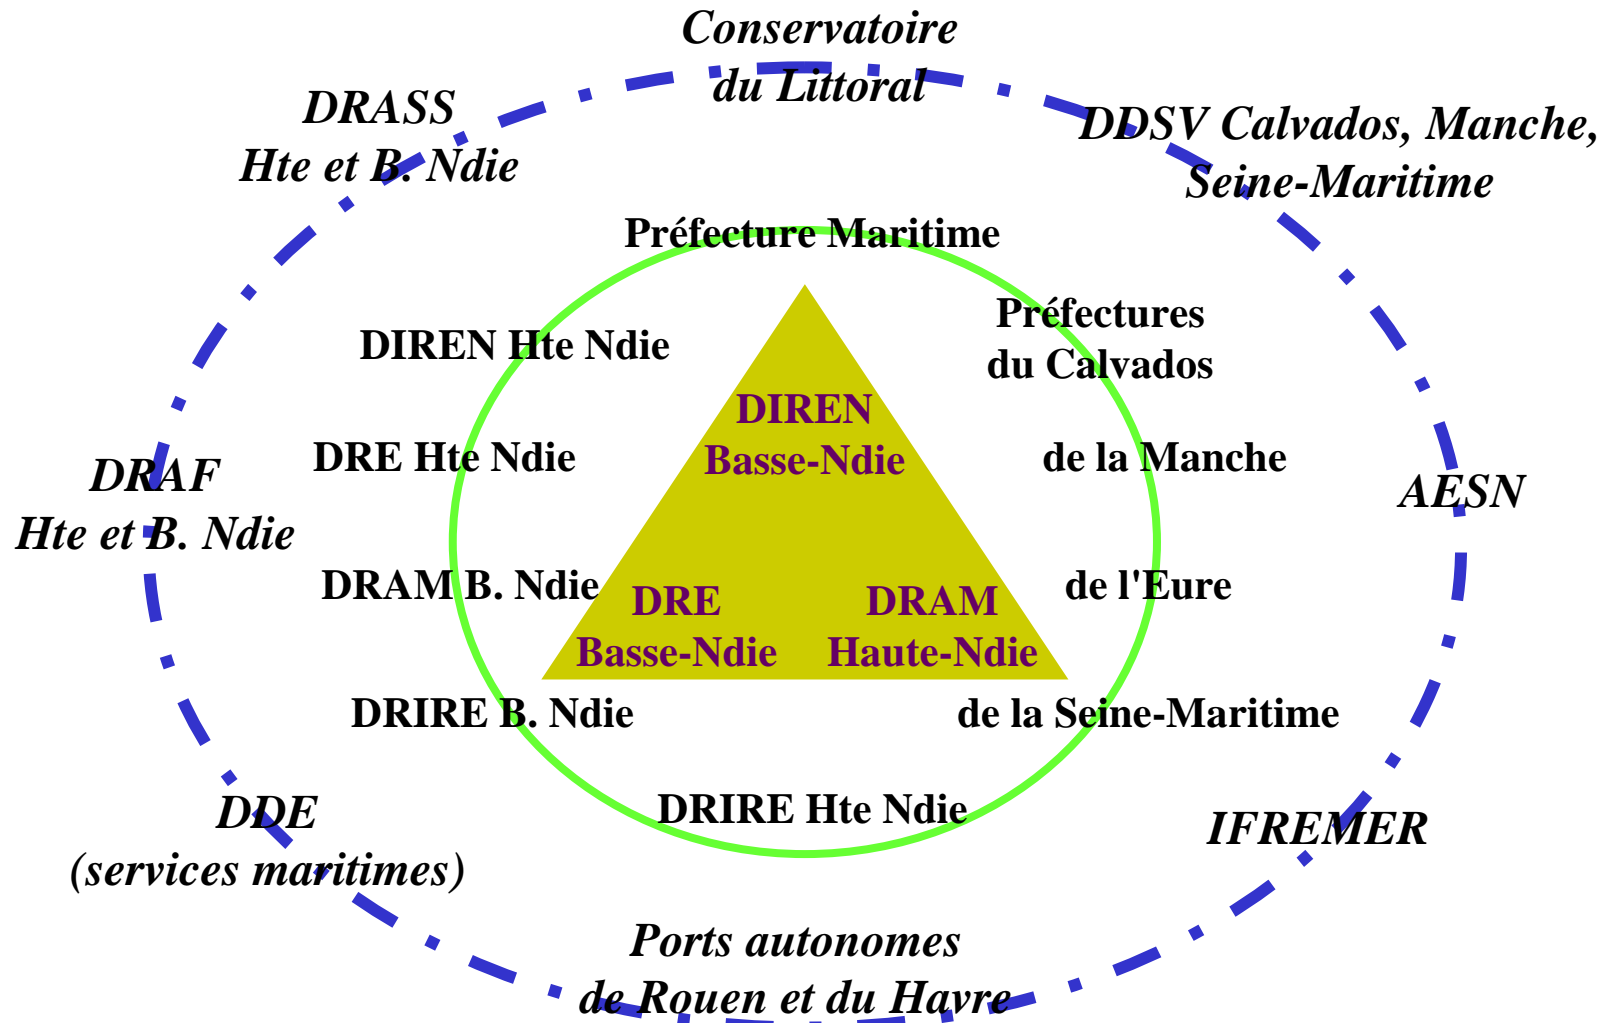 Conservatoire
du Littoral
DRASS
Hte et B. Ndie
DDSV Calvados, Manche,
Seine-Maritime
Préfecture Maritime
Préfectures
du Calvados
DIREN Hte Ndie
DIREN
Basse-Ndie
DRE Hte Ndie
de la Manche
DRAF
Hte et B. Ndie
AESN
DRAM B. Ndie
de l'Eure
DRE
Basse-Ndie
DRAM
Haute-Ndie
DRIRE B. Ndie
de la Seine-Maritime
DRIRE Hte Ndie
DDE
(services maritimes)
IFREMER
Ports autonomes
de Rouen et du Havre